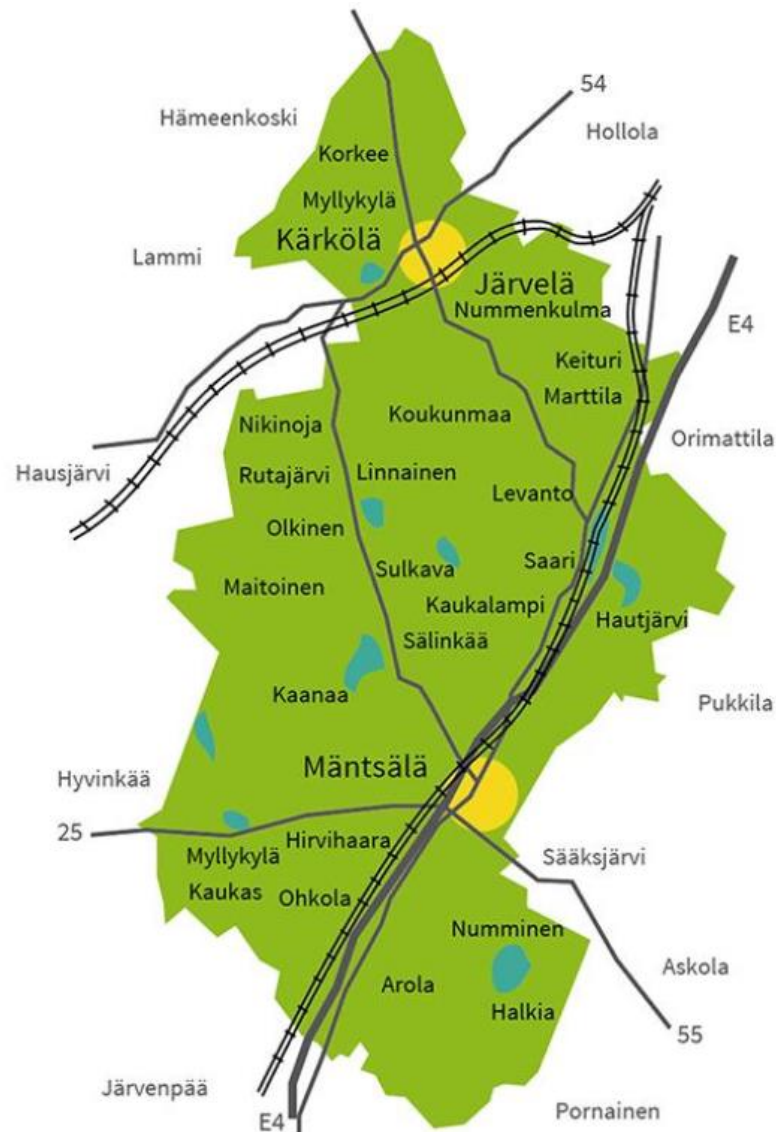 54
Hämeenkoski
Hollola
Korkee
Myllykylä
Kärkölä
Lammi
Järvelä
Nummenkulma
E4
Keituri
Marttila
Koukunmaa
Nikinoja
Orimattila
Hausjärvi
Rutajärvi
Linnainen
Levanto
Olkinen
Saari
Sulkava
Maitoinen
Kaukalampi
Hautjärvi
Sälinkää
Kaanaa
Pukkila
Mäntsälä
Hyvinkää
25
Hirvihaara
Myllykylä
Sääksjärvi
Kaukas
Ohkola
Numminen
Askola
Arola
Halkia
55
Järvenpää
Pornainen
E4